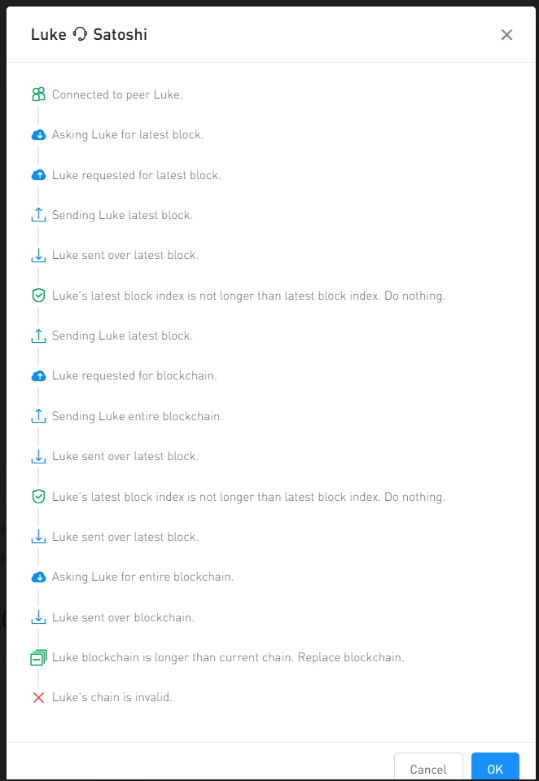 Luke Satoshi
Connected to peer Luke.
Asking Luke for latest block.
Luke requested for latest block.
Sending Luke latest block.
Luke sent over latest block.
Luke's latest block index is not longer than latest block index. Do nothing.
Sending Luke latest block.
Luke requested for blockchain.
Sending Luke entire blockchain.
Luke sent over latest block.
Luke's latest block index is not longer than latest block index. Do nothing.
Luke sent over latest block.
Asking Luke for entire blockchain.
Luke sent over blockchain.
Luke blockchain is longer than current chain. Replace blockchain.
Luke's chain is invalid.
Cancel OK